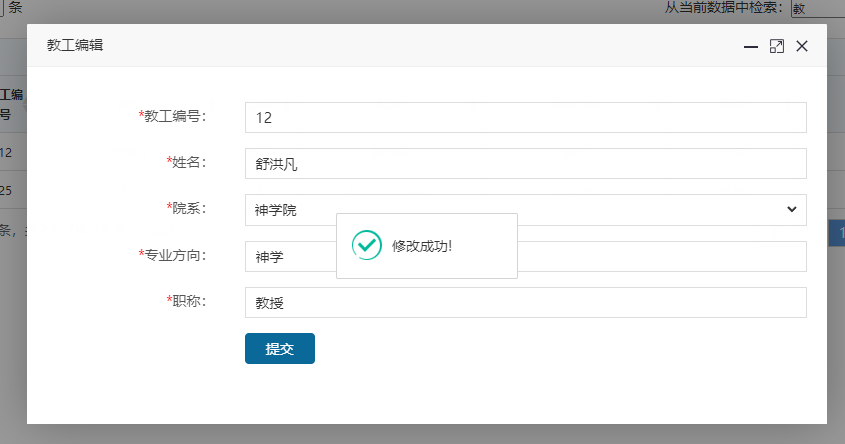 条
从当前数据中检索：教
教工编辑
工编
号
*教工编号：
12
12
*姓名：
舒洪凡
25
*院系：
神学院
条，
1
修改成功!
*专业方向：
神学
*职称：
教授
提交